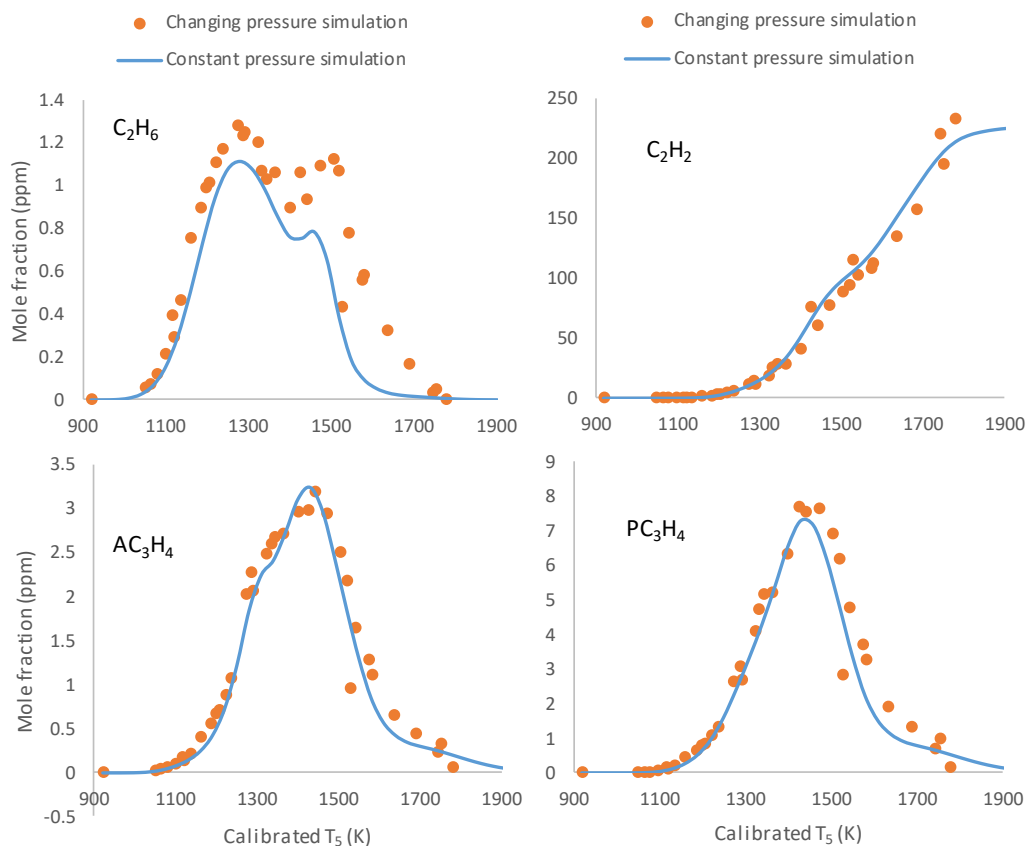 Changing pressure simulation
Constant pressure simulation
Changing pressure simulation
Constant pressure simulation
Mole fraction (ppm)
1.4
1.2
1
0.8
0.6
0.4
0.2
0
C₂H₆
900 1100 1300 1500 1700 1900
250
200
150
100
50
0
C₂H₂
900 1100 1300 1500 1700 1900
Mole fraction (ppm)
3.5
3
2.5
2
1.5
1
0.5
0
-0.5
AC₃H₄
900 1100 1300 1500 1700 1900
Calibrated T₅ (K)
9
8
7
6
5
4
3
2
1
0
PC₃H₄
900 1100 1300 1500 1700 1900
Calibrated T₅ (K)